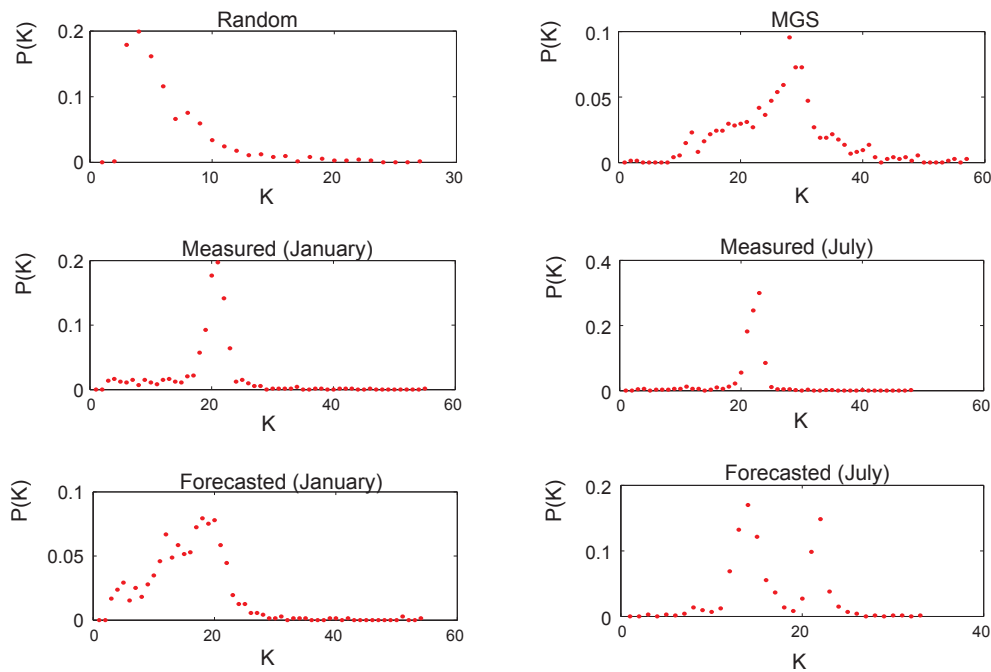 Random
P(K)
0.2
0.1
0
0
10
20
30
K
MGS
P(K)
0.1
0.05
0
0
20
40
60
K
Measured (January)
P(K)
0.2
0.1
0
0
20
40
60
K
Measured (July)
P(K)
0.4
0.2
0
0
20
40
60
K
Forecasted (January)
P(K)
0.1
0.05
0
0
20
40
60
K
Forecasted (July)
P(K)
0.2
0.1
0
0
20
40
K